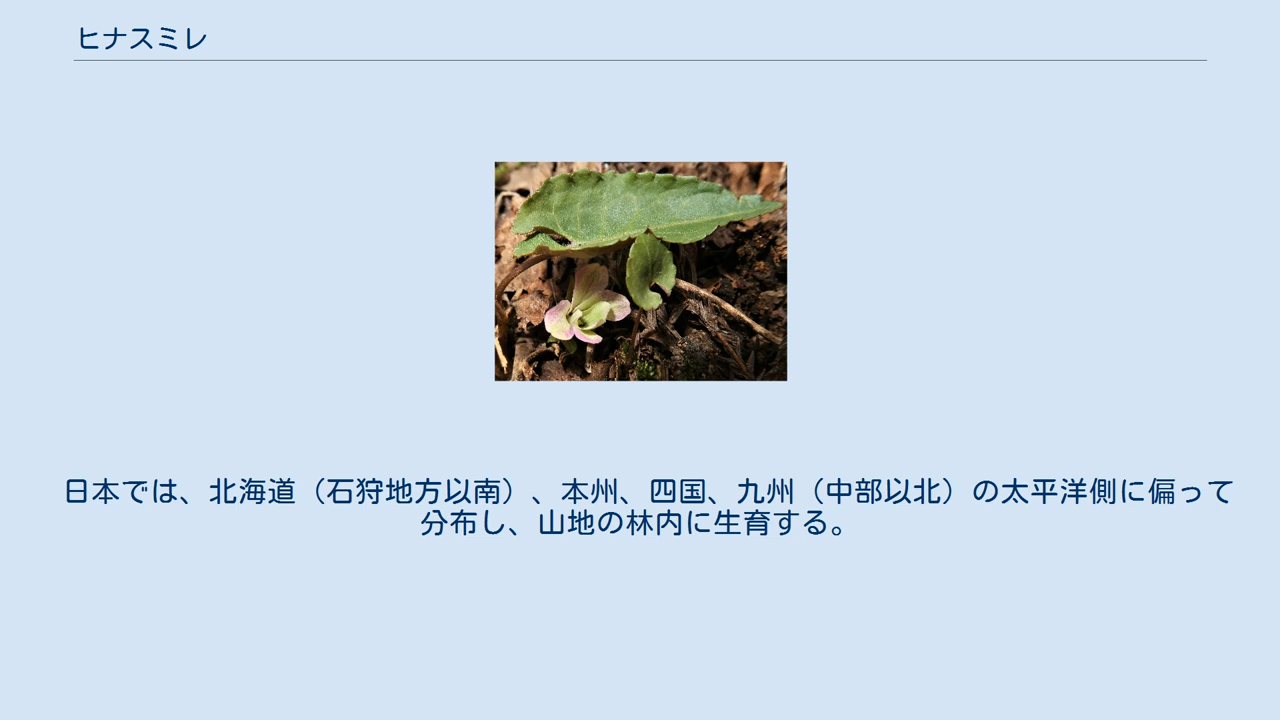 ヒナスミレ
日本では、北海道（石狩地方以南）、本州、四国、九州（中部以北）の太平洋側に偏って
分布し、山地の林内に生育する。